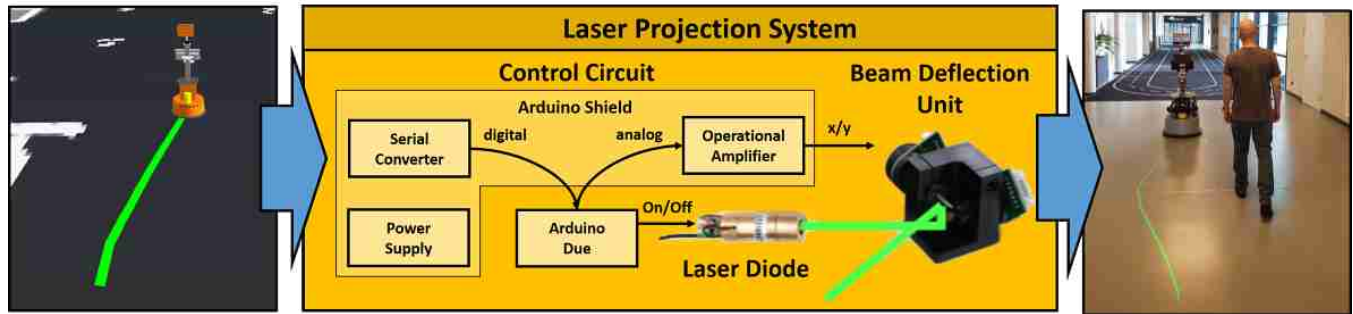 Laser Projection System
Control Circuit
Beam Deflection
Unit
Arduino Shield
Serial
Converter
digital
analog
Operational
Amplifier
x/y
Power
Supply
Arduino
Due
On/Off
Laser Diode